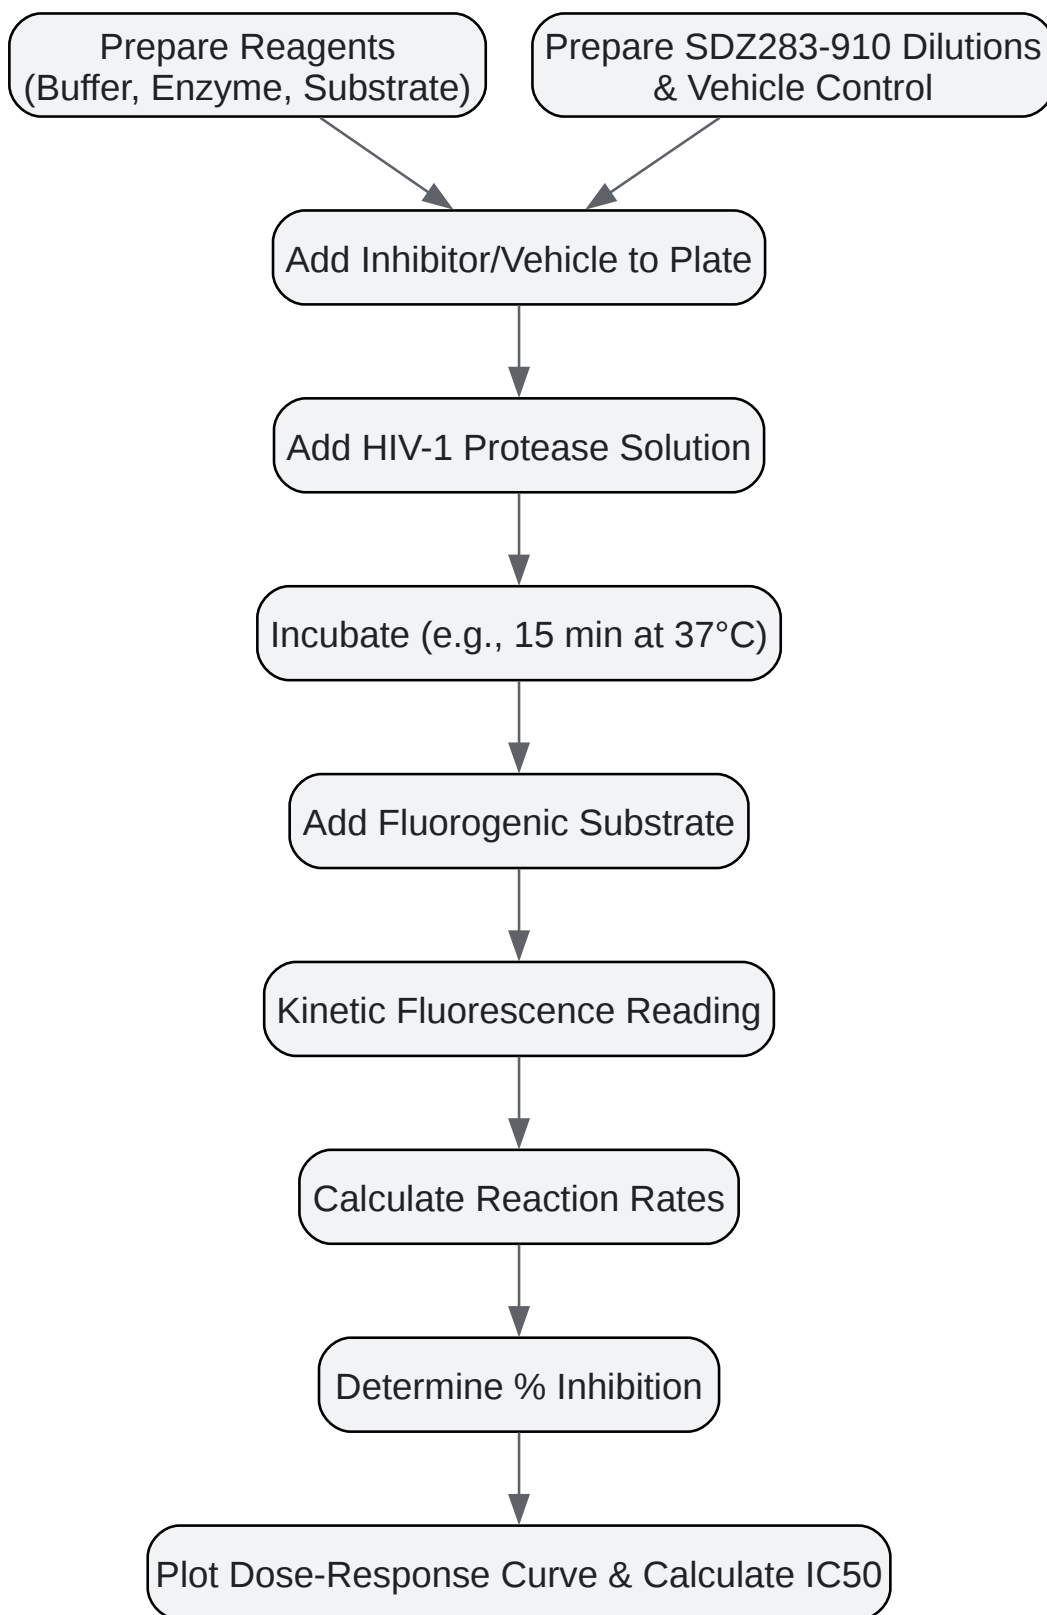 Prepare Reagents
(Buffer, Enzyme, Substrate)
Prepare SDZ283-910 Dilutions
& Vehicle Control
Add Inhibitor/Vehicle to Plate
Add HIV-1 Protease Solution
Incubate (e.g., 15 min at 37°C)
Add Fluorogenic Substrate
Kinetic Fluorescence Reading
Calculate Reaction Rates
Determine % Inhibition
Plot Dose-Response Curve & Calculate IC50